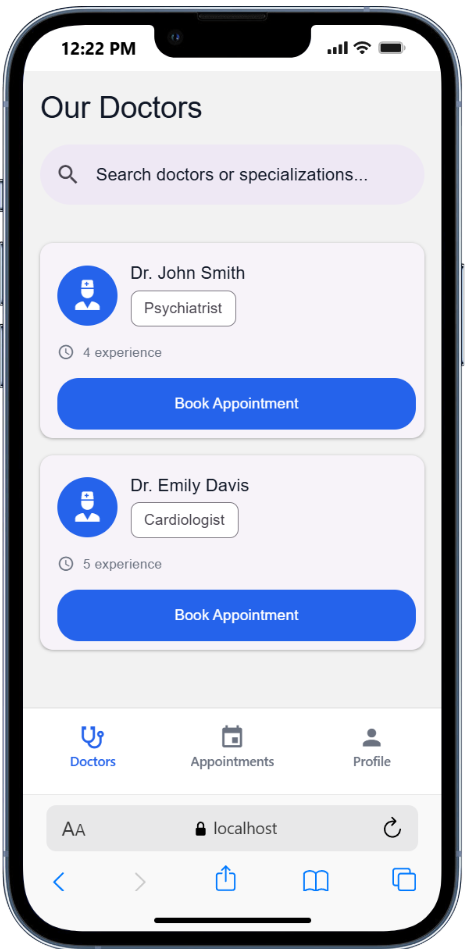 12:22 PM
Our Doctors
Search doctors or specializations...
Dr. John Smith
Psychiatrist
4 experience
Book Appointment
Dr. Emily Davis
Cardiologist
5 experience
Book Appointment
Doctors Appointments Profile
AA localhost